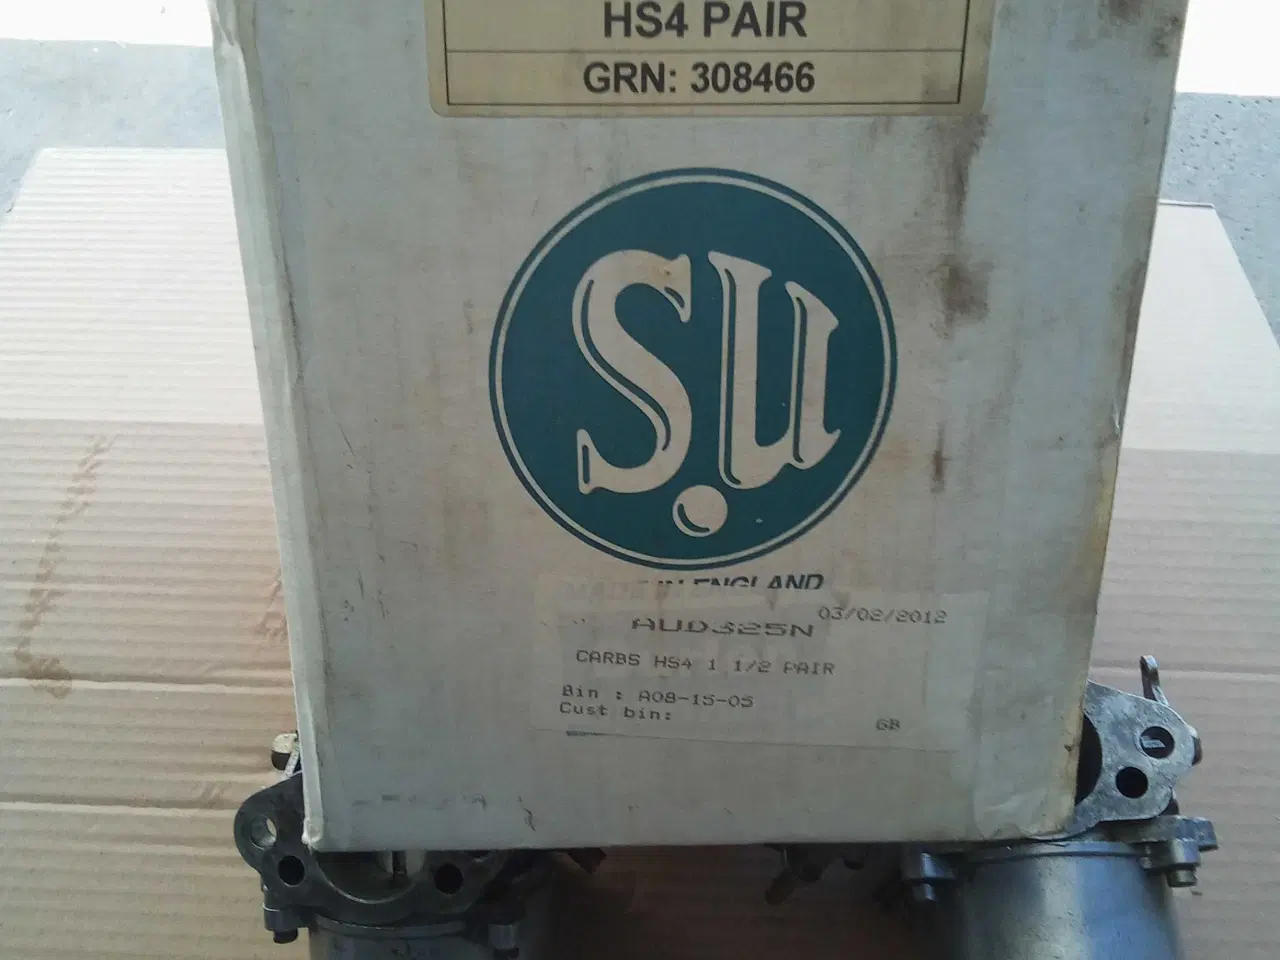 HS4 PAIR
GRN: 308466
S.U
MADE IN ENGLAND
03/02/2012
AUD325N
CARBS HS4 1 1/2 PAIR
Bin : A08-15-05
Cust bin:
GB